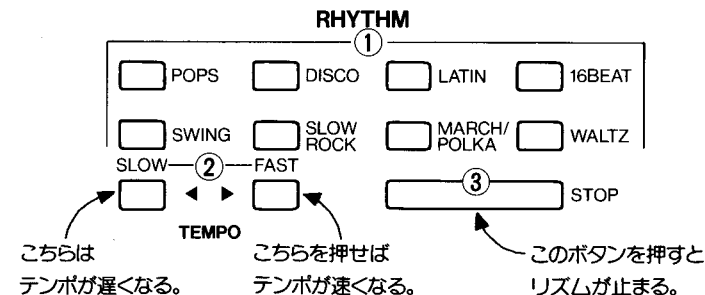 RHYTHM
①
POPS DISCO LATIN 16BEAT
SWING SLOW ROCK MARCH/ POLKA WALTZ
SLOW ② FAST ③ STOP
◀ ▶
TEMPO
こちらは
テンポが遅くなる。
こちらを押せば
テンポが速くなる。
このボタンを押すと
リズムが止まる。